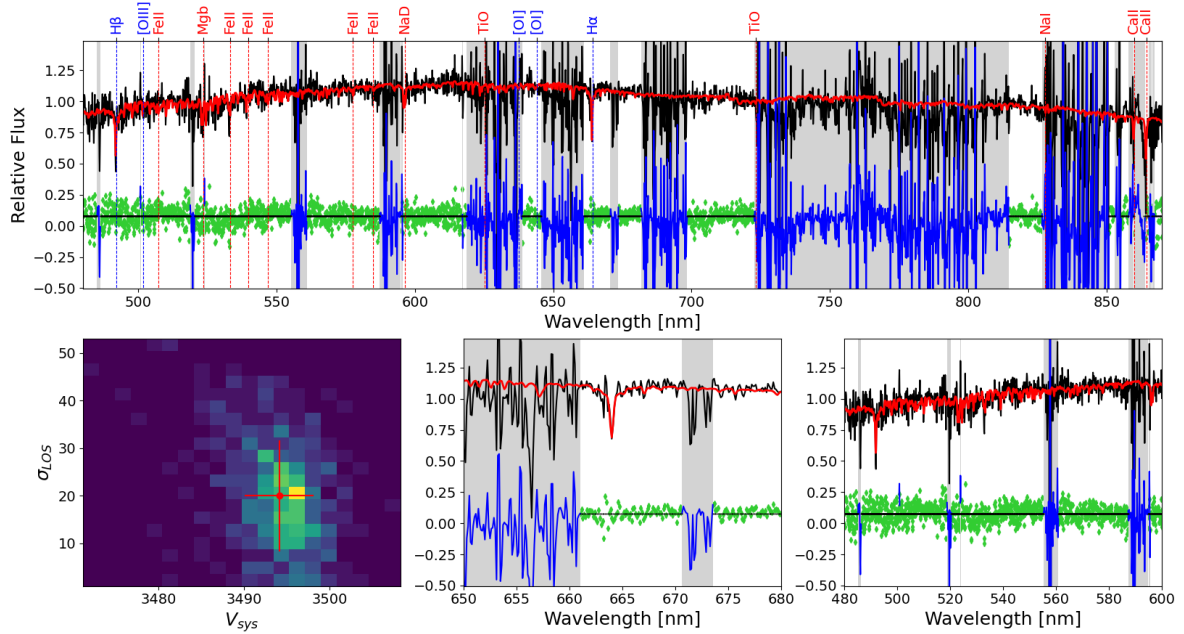 Hβ [OIII] FeII Mgb FeII FeII FeII FeII FeII NaD TiO [OI] [OI] Hα TiO NaI CaII CaII
Relative Flux
1.25
1.00
0.75
0.50
0.25
0.00
−0.25
−0.50
500 550 600 650 700 750 800 850
Wavelength [nm]
σLOS
50
40
30
20
10
3480 3490 3500
Vsys
1.25
1.00
0.75
0.50
0.25
0.00
−0.25
−0.50
650 655 660 665 670 675 680
Wavelength [nm]
1.25
1.00
0.75
0.50
0.25
0.00
−0.25
−0.50
480 500 520 540 560 580 600
Wavelength [nm]